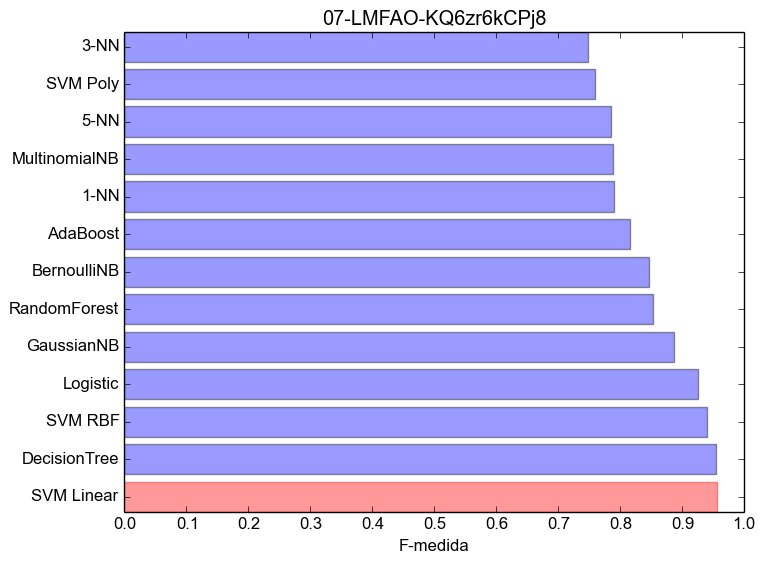 07-LMFAO-KQ6zr6kCPj8
3-NN
SVM Poly
5-NN
MultinomialNB
1-NN
AdaBoost
BernoulliNB
RandomForest
GaussianNB
Logistic
SVM RBF
DecisionTree
SVM Linear
0.0 0.1 0.2 0.3 0.4 0.5 0.6 0.7 0.8 0.9 1.0
F-medida